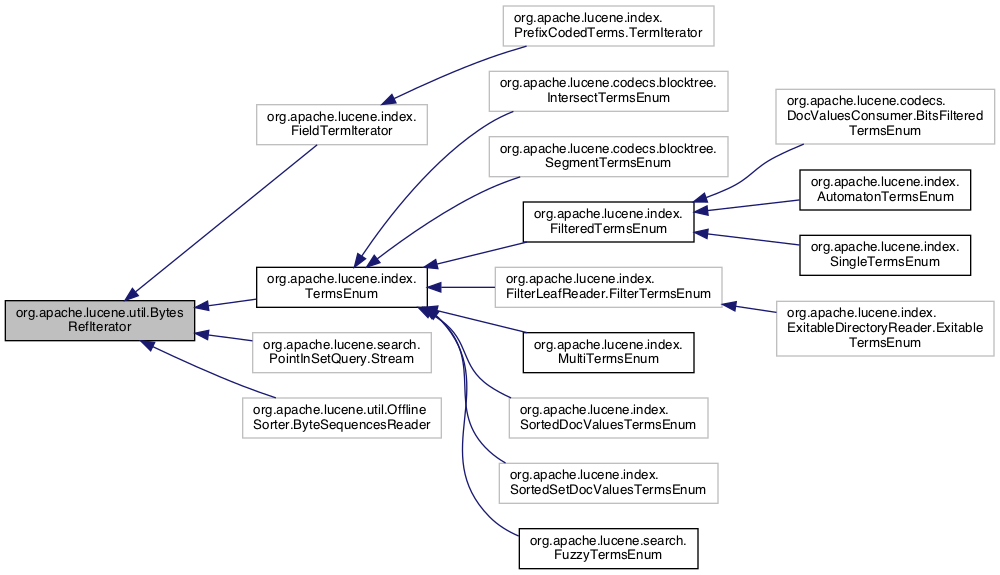 org.apache.lucene.index.
PrefixCodedTerms.TermIterator
org.apache.lucene.codecs.blocktree.
IntersectTermsEnum
org.apache.lucene.codecs.
DocValuesConsumer.BitsFiltered
TermsEnum
org.apache.lucene.index.
FieldTermIterator
org.apache.lucene.codecs.blocktree.
SegmentTermsEnum
org.apache.lucene.index.
AutomatonTermsEnum
org.apache.lucene.index.
FilteredTermsEnum
org.apache.lucene.index.
SingleTermsEnum
org.apache.lucene.index.
TermsEnum
org.apache.lucene.index.
FilterLeafReader.FilterTermsEnum
org.apache.lucene.util.Bytes
RefIterator
org.apache.lucene.index.
ExitableDirectoryReader.Exitable
TermsEnum
org.apache.lucene.search.
PointInSetQuery.Stream
org.apache.lucene.index.
MultiTermsEnum
org.apache.lucene.util.Offline
Sorter.ByteSequencesReader
org.apache.lucene.index.
SortedDocValuesTermsEnum
org.apache.lucene.index.
SortedSetDocValuesTermsEnum
org.apache.lucene.search.
FuzzyTermsEnum